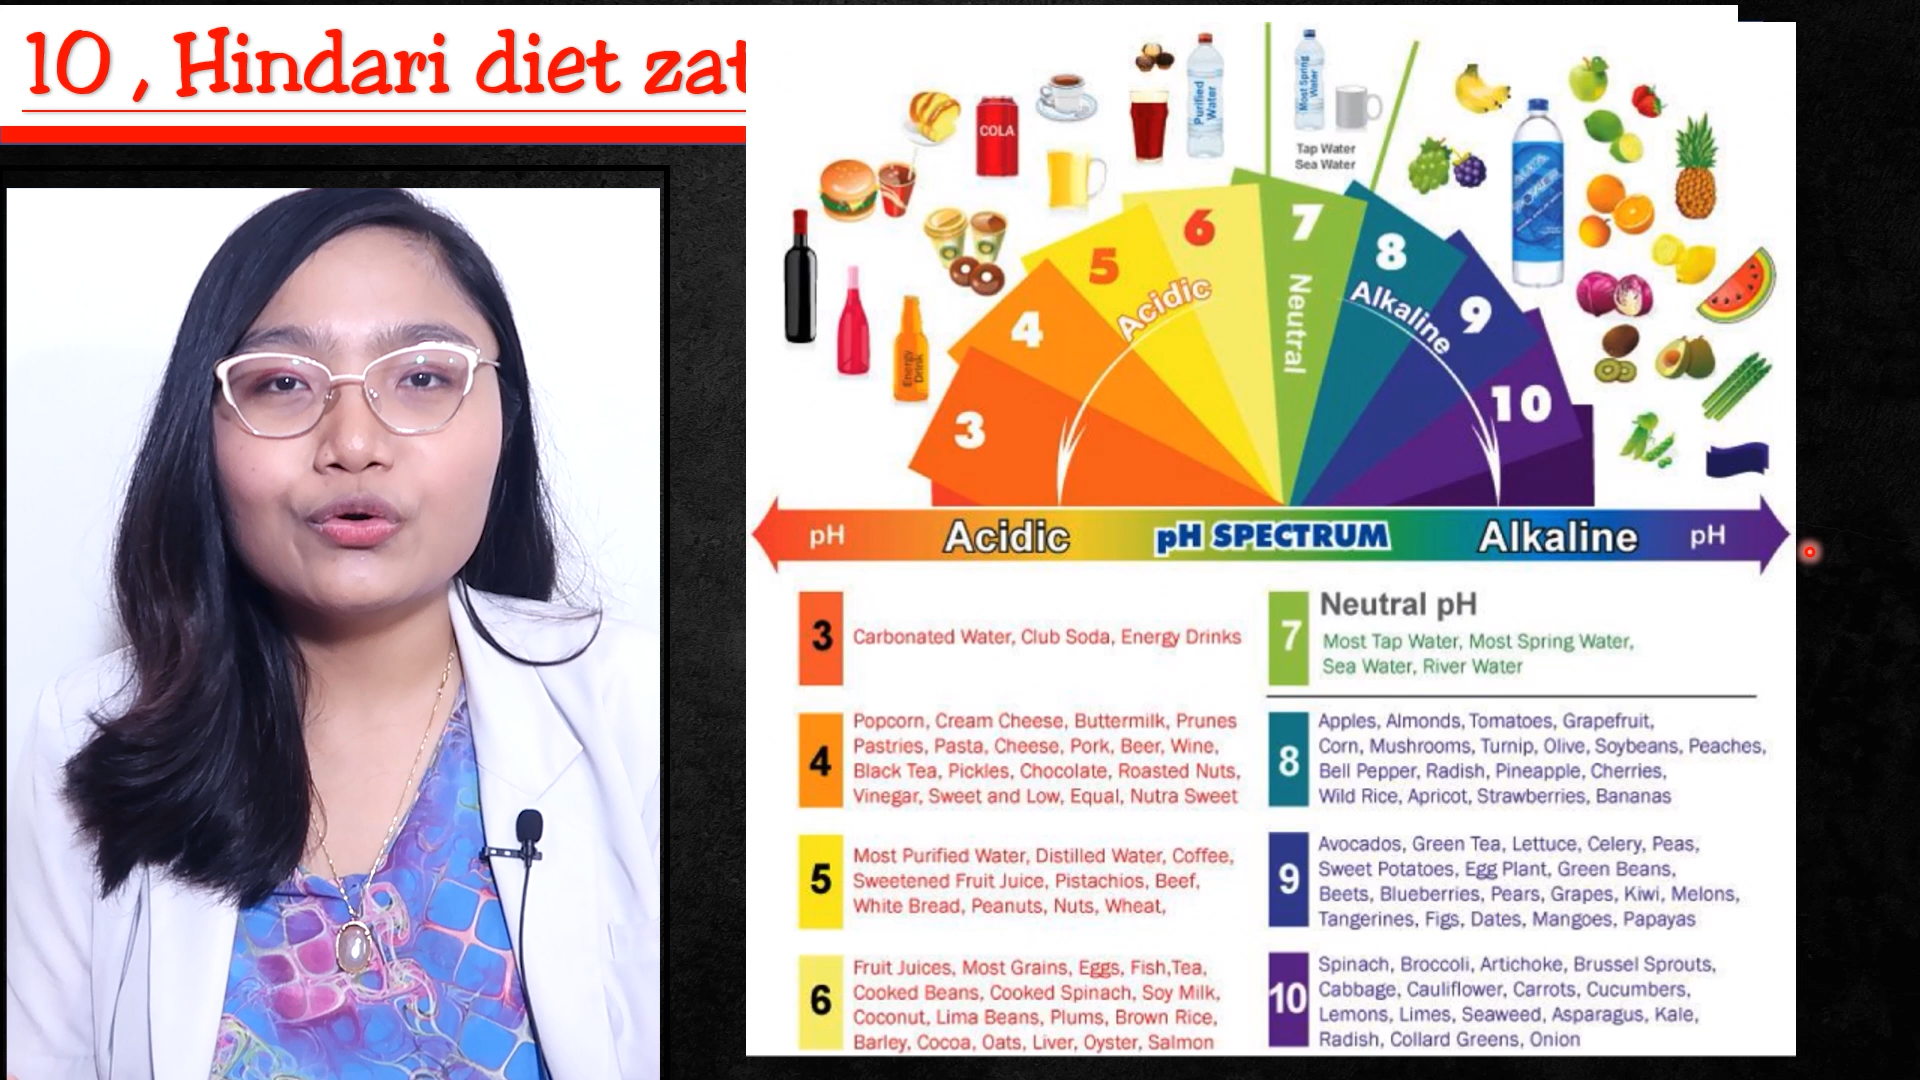 10 , Hindari diet zat
COLA
Purified
Water
Most Spring
Water
Tap Water
Sea Water
Energy
Drink
3
4
5
6
7
8
9
10
Acidic
Neutral
Alkaline
pH
Acidic
pH SPECTRUM
Alkaline
pH
3
Carbonated Water, Club Soda, Energy Drinks
4
Popcorn, Cream Cheese, Buttermilk, Prunes
Pastries, Pasta, Cheese, Pork, Beer, Wine,
Black Tea, Pickles, Chocolate, Roasted Nuts,
Vinegar, Sweet and Low, Equal, Nutra Sweet
5
Most Purified Water, Distilled Water, Coffee,
Sweetened Fruit Juice, Pistachios, Beef,
White Bread, Peanuts, Nuts, Wheat,
6
Fruit Juices, Most Grains, Eggs, Fish,Tea,
Cooked Beans, Cooked Spinach, Soy Milk,
Coconut, Lima Beans, Plums, Brown Rice,
Barley, Cocoa, Oats, Liver, Oyster, Salmon
7
Neutral pH
Most Tap Water, Most Spring Water,
Sea Water, River Water
8
Apples, Almonds, Tomatoes, Grapefruit,
Corn, Mushrooms, Turnip, Olive, Soybeans, Peaches,
Bell Pepper, Radish, Pineapple, Cherries,
Wild Rice, Apricot, Strawberries, Bananas
9
Avocados, Green Tea, Lettuce, Celery, Peas,
Sweet Potatoes, Egg Plant, Green Beans,
Beets, Blueberries, Pears, Grapes, Kiwi, Melons,
Tangerines, Figs, Dates, Mangoes, Papayas
10
Spinach, Broccoli, Artichoke, Brussel Sprouts,
Cabbage, Cauliflower, Carrots, Cucumbers,
Lemons, Limes, Seaweed, Asparagus, Kale,
Radish, Collard Greens, Onion